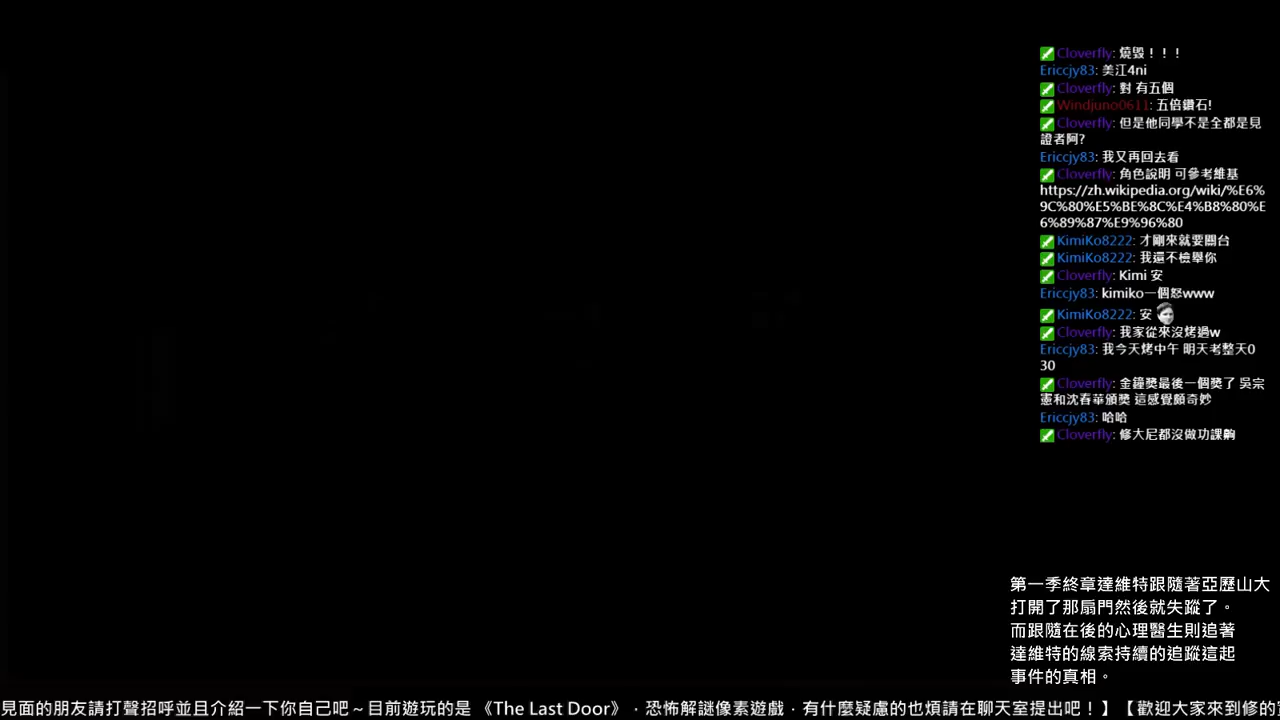 Cloverfly: 燒毀！！！
Ericcjy83: 美江4ni
Cloverfly: 對 有五個
Windjuno0611: 五倍鑽石!
Cloverfly: 但是他同學不是全都是見
證者阿?
Ericcjy83: 我又再回去看
Cloverfly: 角色說明 可參考維基
https://zh.wikipedia.org/wiki/%E6%
9C%80%E5%BE%8C%E4%B8%80%E
6%89%87%E9%96%80
KimiKo8222: 才剛來就要關台
KimiKo8222: 我還不檢舉你
Cloverfly: Kimi 安
Ericcjy83: kimiko一個怒www
KimiKo8222: 安
Cloverfly: 我家從來沒烤過w
Ericcjy83: 我今天烤中午 明天考整天0
30
Cloverfly: 金鐘獎最後一個獎了 吳宗
憲和沈春華頒獎 這感覺頗奇妙
Ericcjy83: 哈哈
Cloverfly: 修大尼都沒做功課齁
第一季終章達維特跟隨著亞歷山大
打開了那扇門然後就失蹤了。
而跟隨在後的心理醫生則追著
達維特的線索持續的追蹤這起
事件的真相。
見面的朋友請打聲招呼並且介紹一下你自己吧～目前遊玩的是 《The Last Door》﹒恐怖解謎像素遊戲﹒有什麼疑慮的也煩請在聊天室提出吧！】【歡迎大家來到修的